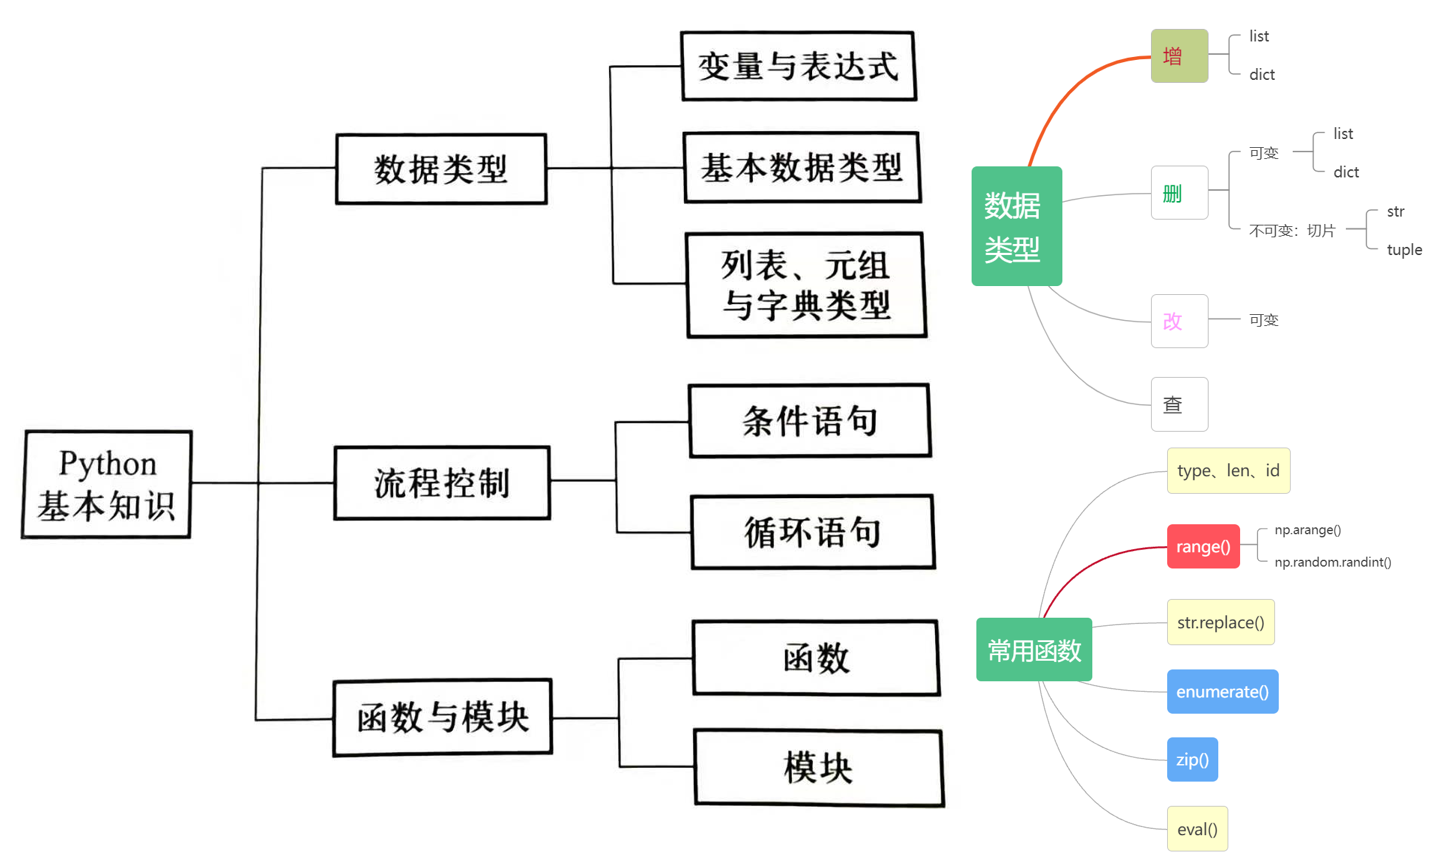 Python
基本知识
数据类型
变量与表达式
基本数据类型
列表、元组
与字典类型
流程控制
条件语句
循环语句
函数与模块
函数
模块
数据
类型
增
list
dict
删
可变
list
dict
不可变：切片
str
tuple
改
可变
查
常用函数
type、len、id
range()
np.arange()
np.random.randint()
str.replace()
enumerate()
zip()
eval()